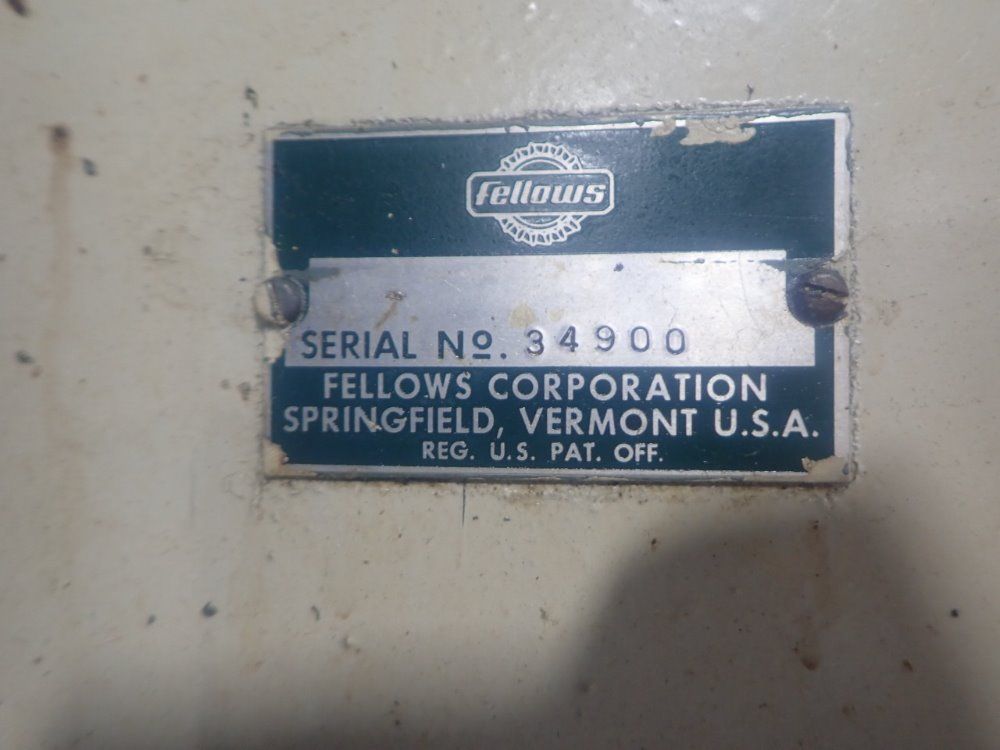 fellows
SERIAL Nº. 34900
FELLOWS CORPORATION
SPRINGFIELD, VERMONT U.S.A.
REG. U.S. PAT. OFF.